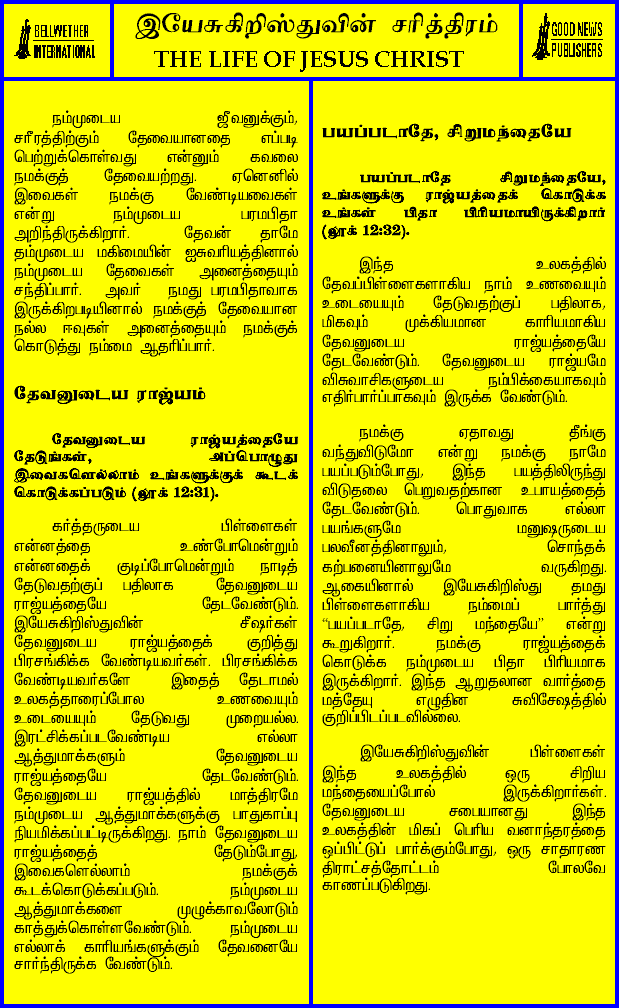 BELLWETHER
INTERNATIONAL
இயேசுகிறிஸ்துவின் சரித்திரம்
THE LIFE OF JESUS CHRIST
GOOD NEWS
PUBLISHERS
நம்முடைய ஜீவனுக்கும்,
சரீரத்திற்கும் தேவையானதை எப்படி
பெற்றுக்கொள்வது என்னும் கவலை
நமக்குத் தேவையற்றது. ஏனெனில்
இவைகள் நமக்கு வேண்டியவைகள்
என்று நம்முடைய பரமபிதா
அறிந்திருக்கிறார். தேவன் தாமே
தம்முடைய மகிமையின் ஐசுவரியத்தினால்
நம்முடைய தேவைகள் அனைத்தையும்
சந்திப்பார். அவர் நமது பரமபிதாவாக
இருக்கிறபடியினால் நமக்குத் தேவையான
நல்ல ஈவுகள் அனைத்தையும் நமக்குக்
கொடுத்து நம்மை ஆதரிப்பார்.
தேவனுடைய ராஜ்யம்
தேவனுடைய ராஜ்யத்தையே
தேடுங்கள், அப்பொழுது
இவைகளெல்லாம் உங்களுக்குக் கூடக்
கொடுக்கப்படும் (லூக் 12:31).
கர்த்தருடைய பிள்ளைகள்
என்னத்தை உண்போமென்றும்
என்னதைக் குடிப்போமென்றும் நாடித்
தேடுவதற்குப் பதிலாக தேவனுடைய
ராஜ்யத்தையே தேடவேண்டும்.
இயேசுகிறிஸ்துவின் சீஷர்கள்
தேவனுடைய ராஜ்யத்தைக் குறித்து
பிரசங்கிக்க வேண்டியவர்கள். பிரசங்கிக்க
வேண்டியவர்களே இதைத் தேடாமல்
உலகத்தாரைப்போல உணவையும்
உடையையும் தேடுவது முறையல்ல.
இரட்சிக்கப்படவேண்டிய எல்லா
ஆத்துமாக்களும் தேவனுடைய
ராஜ்யத்தையே தேடவேண்டும்.
தேவனுடைய ராஜ்யத்தில் மாத்திரமே
நம்முடைய ஆத்துமாக்களுக்கு பாதுகாப்பு
நியமிக்கப்பட்டிருக்கிறது. நாம் தேவனுடைய
ராஜ்யத்தைத் தேடும்போது,
இவைகளெல்லாம் நமக்குக்
கூடக்கொடுக்கப்படும். நம்முடைய
ஆத்துமாக்களை முழுக்காவலோடும்
காத்துக்கொள்ளவேண்டும். நம்முடைய
எல்லாக் காரியங்களுக்கும் தேவனையே
சார்ந்திருக்க வேண்டும்.
பயப்படாதே, சிறுமந்தையே
பயப்படாதே சிறுமந்தையே,
உங்களுக்கு ராஜ்யத்தைக் கொடுக்க
உங்கள் பிதா பிரியமாயிருக்கிறார்
(லூக் 12:32).
இந்த உலகத்தில்
தேவப்பிள்ளைகளாகிய நாம் உணவையும்
உடையையும் தேடுவதற்குப் பதிலாக,
மிகவும் முக்கியமான காரியமாகிய
தேவனுடைய ராஜ்யத்தையே
தேடவேண்டும். தேவனுடைய ராஜ்யமே
விசுவாசிகளுடைய நம்பிக்கையாகவும்
எதிர்பார்ப்பாகவும் இருக்க வேண்டும்.
நமக்கு ஏதாவது தீங்கு
வந்துவிடுமோ என்று நமக்கு நாமே
பயப்படும்போது, இந்த பயத்திலிருந்து
விடுதலை பெறுவதற்கான உபாயத்தைத்
தேடவேண்டும். பொதுவாக எல்லா
பயங்களுமே மனுஷருடைய
பலவீனத்தினாலும், சொந்தக்
கற்பனையினாலுமே வருகிறது.
ஆகையினால் இயேசுகிறிஸ்து தமது
பிள்ளைகளாகிய நம்மைப் பார்த்து
“பயப்படாதே, சிறு மந்தையே” என்று
கூறுகிறார். நமக்கு ராஜ்யத்தைக்
கொடுக்க நம்முடைய பிதா பிரியமாக
இருக்கிறார். இந்த ஆறுதலான வார்த்தை
மத்தேயு எழுதின சுவிசேஷத்தில்
குறிப்பிடப்படவில்லை.
இயேசுகிறிஸ்துவின் பிள்ளைகள்
இந்த உலகத்தில் ஒரு சிறிய
மந்தையைப்போல் இருக்கிறார்கள்.
தேவனுடைய சபையானது இந்த
உலகத்தின் மிகப் பெரிய வனாந்தரத்தை
ஒப்பிட்டுப் பார்க்கும்போது, ஒரு சாதாரண
திராட்சத்தோட்டம் போலவே
காணப்படுகிறது.